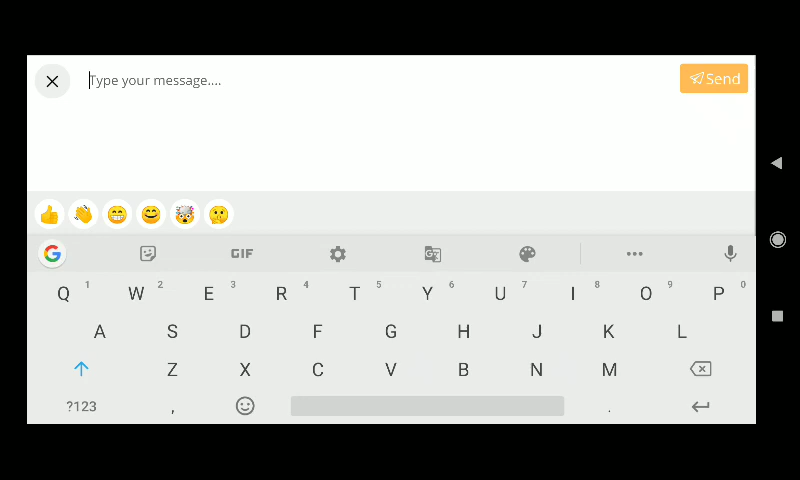 Type your message....
Send
GIF
Q 1 W 2 E 3 R 4 T 5 Y 6 U 7 I 8 O 9 P 0
A S D F G H J K L
Z X C V B N M
?123 , .